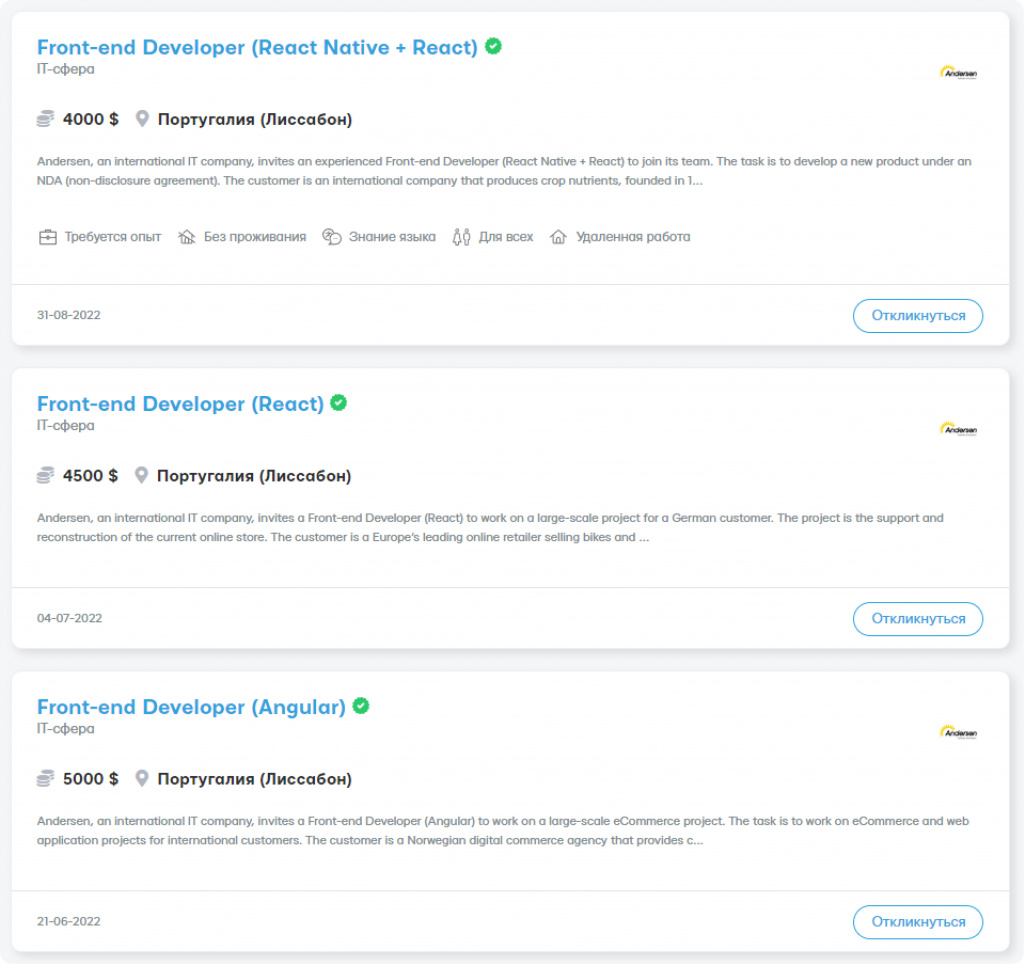 Front-end Developer (React Native + React)
IT-сфера
Andersen
4000 $ Португалия (Лиссабон)
Andersen, an international IT company, invites an experienced Front-end Developer (React Native + React) to join its team. The task is to develop a new product under an
NDA (non-disclosure agreement). The customer is an international company that produces crop nutrients, founded in 1...
Требуется опыт Без проживания Знание языка Для всех Удаленная работа
31-08-2022 Откликнуться
Front-end Developer (React)
IT-сфера
Andersen
4500 $ Португалия (Лиссабон)
Andersen, an international IT company, invites a Front-end Developer (React) to work on a large-scale project for a German customer. The project is the support and
reconstruction of the current online store. The customer is a Europe's leading online retailer selling bikes and ...
04-07-2022 Откликнуться
Front-end Developer (Angular)
IT-сфера
Andersen
5000 $ Португалия (Лиссабон)
Andersen, an international IT company, invites a Front-end Developer (Angular) to work on a large-scale eCommerce project. The task is to work on eCommerce and web
application projects for international customers. The customer is a Norwegian digital commerce agency that provides c...
21-06-2022 Откликнуться